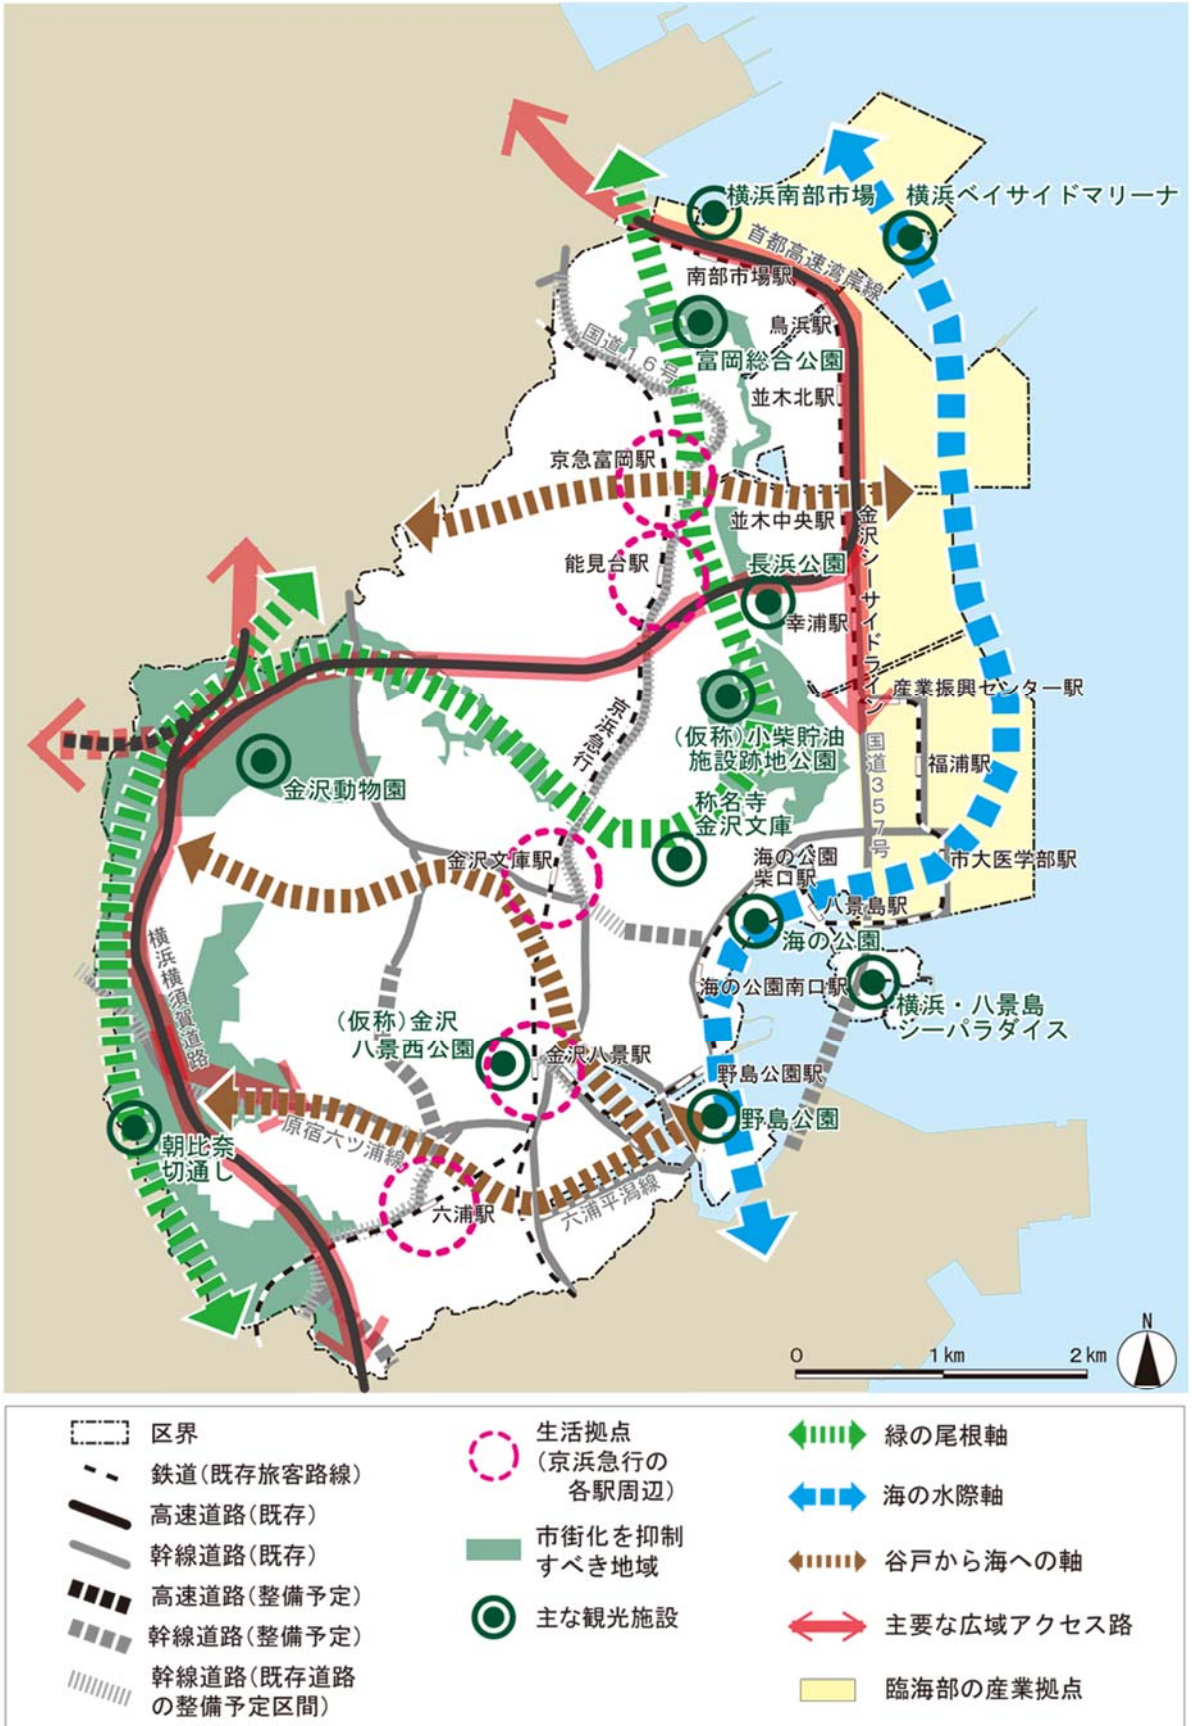 横浜南部市場
横浜ベイサイドマリーナ
首都高速湾岸線
南部市場駅
鳥浜駅
国道16号
富岡総合公園
並木北駅
京急富岡駅
並木中央駅
金沢シーサイドライン
能見台駅
長浜公園
幸浦駅
産業振興センター駅
京浜急行
(仮称)小柴貯油
施設跡地公園
国道357号
福浦駅
金沢動物園
称名寺
金沢文庫
金沢文庫駅
海の公園
柴口駅
市大医学部駅
八景島駅
海の公園
横浜横須賀道路
海の公園南口駅
横浜・八景島
シーパラダイス
(仮称)金沢
八景西公園
金沢八景駅
野島公園駅
野島公園
原宿六ツ浦線
朝比奈
切通し
六浦駅
六浦平潟線
N
0 1km 2km
区界
鉄道(既存旅客路線)
高速道路(既存)
幹線道路(既存)
高速道路(整備予定)
幹線道路(整備予定)
幹線道路(既存道路
の整備予定区間)
生活拠点
(京浜急行の
各駅周辺)
市街化を抑制
すべき地域
主な観光施設
緑の尾根軸
海の水際軸
谷戸から海への軸
主要な広域アクセス路
臨海部の産業拠点